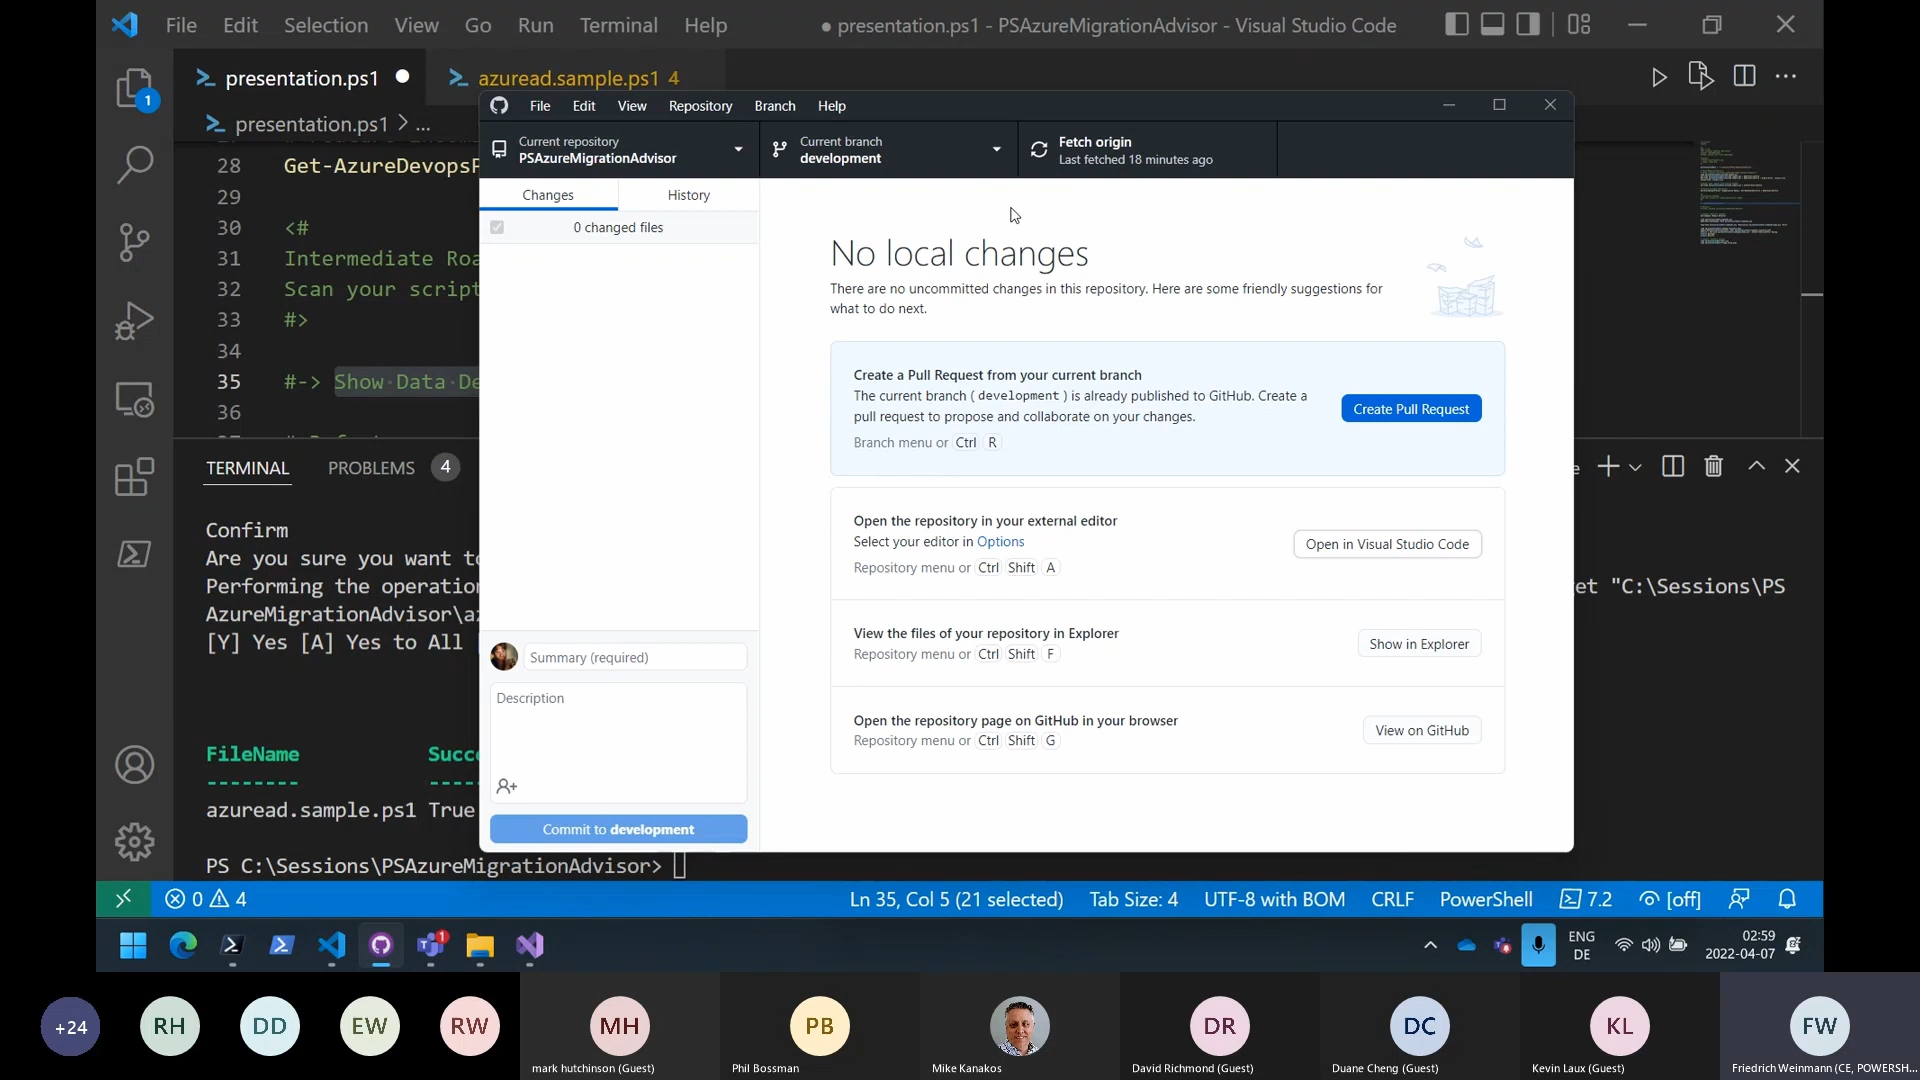 File Edit Selection View Go Run Terminal Help ● presentation.ps1 - PSAzureMigrationAdvisor - Visual Studio Code
presentation.ps1 azuread.sample.ps1 4
presentation.ps1 > ...
1
28 Get-AzureDevops
29
30 <#
31 Intermediate
32 Scan your script
33 #>
34
35 #-> Show Data
36
TERMINAL PROBLEMS 4
Confirm
Are you sure you want
Performing the et "C:\Sessions\PS
AzureMigrationAdvisor\
[Y] Yes [A] Yes to All
FileName
-------- ----
azuread.sample.ps1 True
PS C:\Sessions\PSAzureMigrationAdvisor>
File Edit View Repository Branch Help
Current repository
PSAzureMigrationAdvisor
Current branch
development
Fetch origin
Last fetched 18 minutes ago
Changes History
0 changed files
No local changes
There are no uncommitted changes in this repository. Here are some friendly suggestions for
what to do next.
Create a Pull Request from your current branch
The current branch ( development ) is already published to GitHub. Create a
pull request to propose and collaborate on your changes.
Branch menu or Ctrl R
Create Pull Request
Open the repository in your external editor
Select your editor in Options
Repository menu or Ctrl Shift A
Open in Visual Studio Code
View the files of your repository in Explorer
Repository menu or Ctrl Shift F
Show in Explorer
Open the repository page on GitHub in your browser
Repository menu or Ctrl Shift G
View on GitHub
Summary (required)
Description
Commit to development
0 4 Ln 35, Col 5 (21 selected) Tab Size: 4 UTF-8 with BOM CRLF PowerShell 7.2 [off]
1
ENG
DE
02:59
2022-04-07
+24 RH DD EW RW MH PB DR DC KL FW
mark hutchinson (Guest) Phil Bossman Mike Kanakos David Richmond (Guest) Duane Cheng (Guest) Kevin Laux (Guest) Friedrich Weinmann (CE, POWERSH...